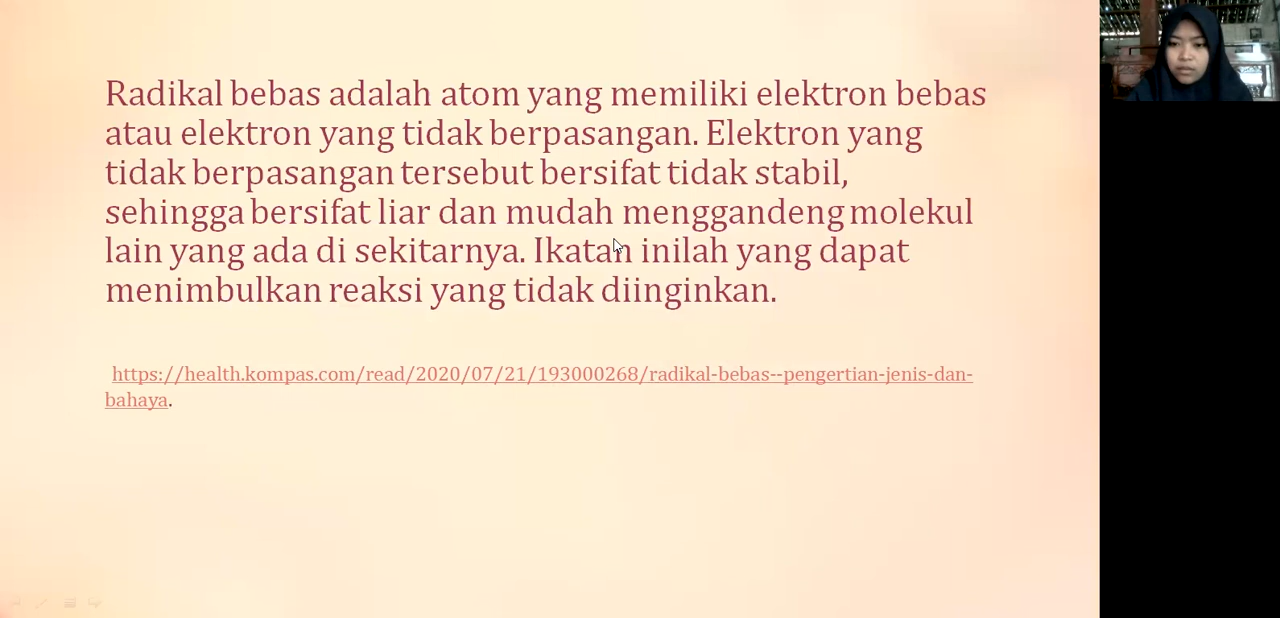 Radikal bebas adalah atom yang memiliki elektron bebas
atau elektron yang tidak berpasangan. Elektron yang
tidak berpasangan tersebut bersifat tidak stabil,
sehingga bersifat liar dan mudah menggandeng molekul
lain yang ada di sekitarnya. Ikatan inilah yang dapat
menimbulkan reaksi yang tidak diinginkan.
https://health.kompas.com/read/2020/07/21/193000268/radikal-bebas--pengertian-jenis-dan-
bahaya.